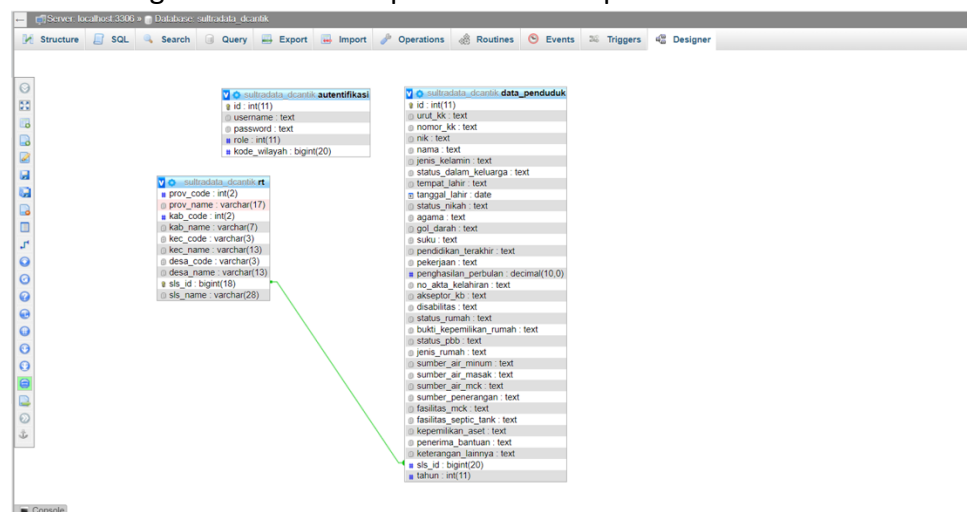 Server: localhost:3306 » Database: sultradata_dcantik
Structure SQL Search Query Export Import Operations Routines Events Triggers Designer
sultradata_dcantik autentifikasi
id : int(11)
username : text
password : text
role : int(11)
kode_wilayah : bigint(20)
sultradata_dcantik rt
prov_code : int(2)
prov_name : varchar(17)
kab_code : int(2)
kab_name : varchar(7)
kec_code : varchar(3)
kec_name : varchar(13)
desa_code : varchar(3)
desa_name : varchar(13)
sls_id : bigint(18)
sls_name : varchar(28)
sultradata_dcantik data_penduduk
id : int(11)
urut_kk : text
nomor_kk : text
nik : text
nama : text
jenis_kelamin : text
status_dalam_keluarga : text
tempat_lahir : text
tanggal_lahir : date
status_nikah : text
agama : text
gol_darah : text
suku : text
pendidikan_terakhir : text
pekerjaan : text
penghasilan_perbulan : decimal(10,0)
no_akta_kelahiran : text
akseptor_kb : text
disabilitas : text
status_rumah : text
bukti_kepemilikan_rumah : text
status_pbb : text
jenis_rumah : text
sumber_air_minum : text
sumber_air_masak : text
sumber_air_mck : text
sumber_penerangan : text
fasilitas_mck : text
fasilitas_septic_tank : text
kepemilikan_aset : text
penerima_bantuan : text
keterangan_lainnya : text
sls_id : bigint(20)
tahun : int(11)
Console